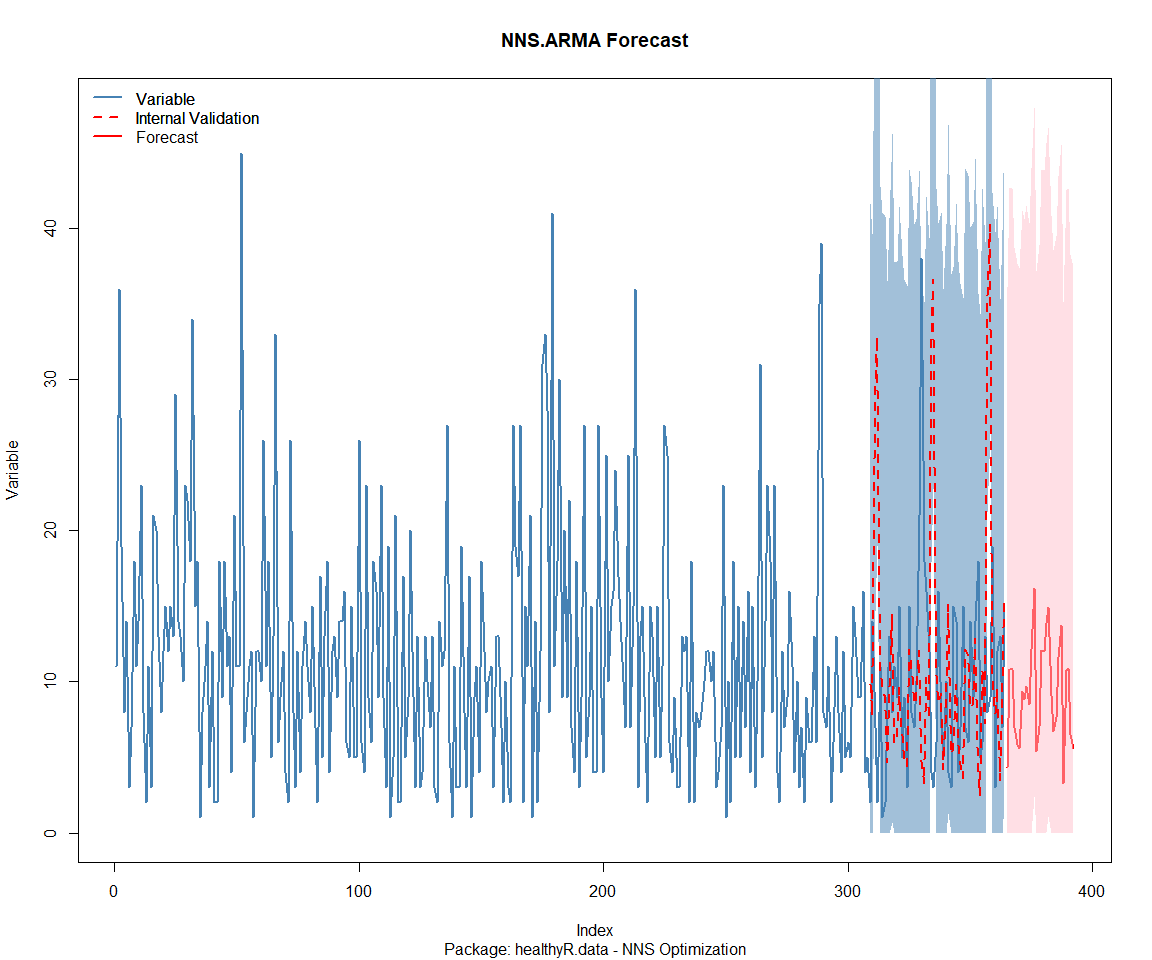 NNS.ARMA Forecast
Variable
Internal Validation
Forecast
Variable
40
30
20
10
0
0 100 200 300 400
Index
Package: healthyR.data - NNS Optimization